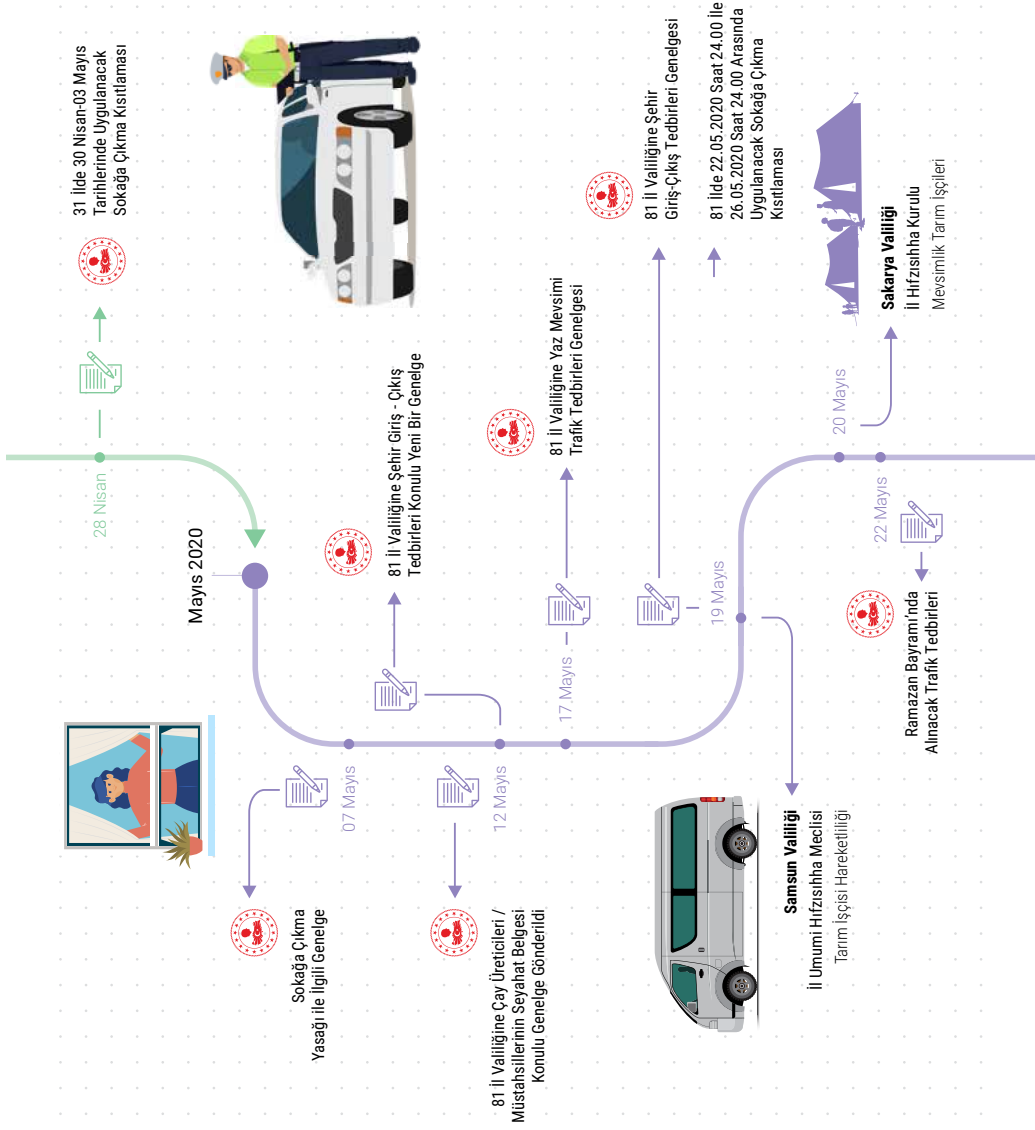 28 Nisan
31 İlde 30 Nisan-03 Mayıs
Tarihlerinde Uygulanacak
Sokağa Çıkma Kısıtlaması
Mayıs 2020
07 Mayıs
Sokağa Çıkma
Yasağı ile İlgili Genelge
12 Mayıs
81 İl Valiliğine Şehir Giriş - Çıkış
Tedbirleri Konulu Yeni Bir Genelge
81 İl Valiliğine Çay Üreticileri /
Müstahsillerinin Seyahat Belgesi
Konulu Genelge Gönderildi
17 Mayıs
81 İl Valiliğine Yaz Mevsimi
Trafik Tedbirleri Genelgesi
19 Mayıs
81 İl Valiliğine Şehir
Giriş-Çıkış Tedbirleri Genelgesi
81 İlde 22.05.2020 Saat 24.00 İle
26.05.2020 Saat 24.00 Arasında
Uygulanacak Sokağa Çıkma
Kısıtlaması
Samsun Valiliği
İl Umumi Hıfzısıhha Meclisi
Tarım İşçisi Hareketliliği
20 Mayıs
Sakarya Valiliği
İl Hıfzısıhha Kurulu
Mevsimlik Tarım İşçileri
22 Mayıs
Ramazan Bayramı'nda
Alınacak Trafik Tedbirleri